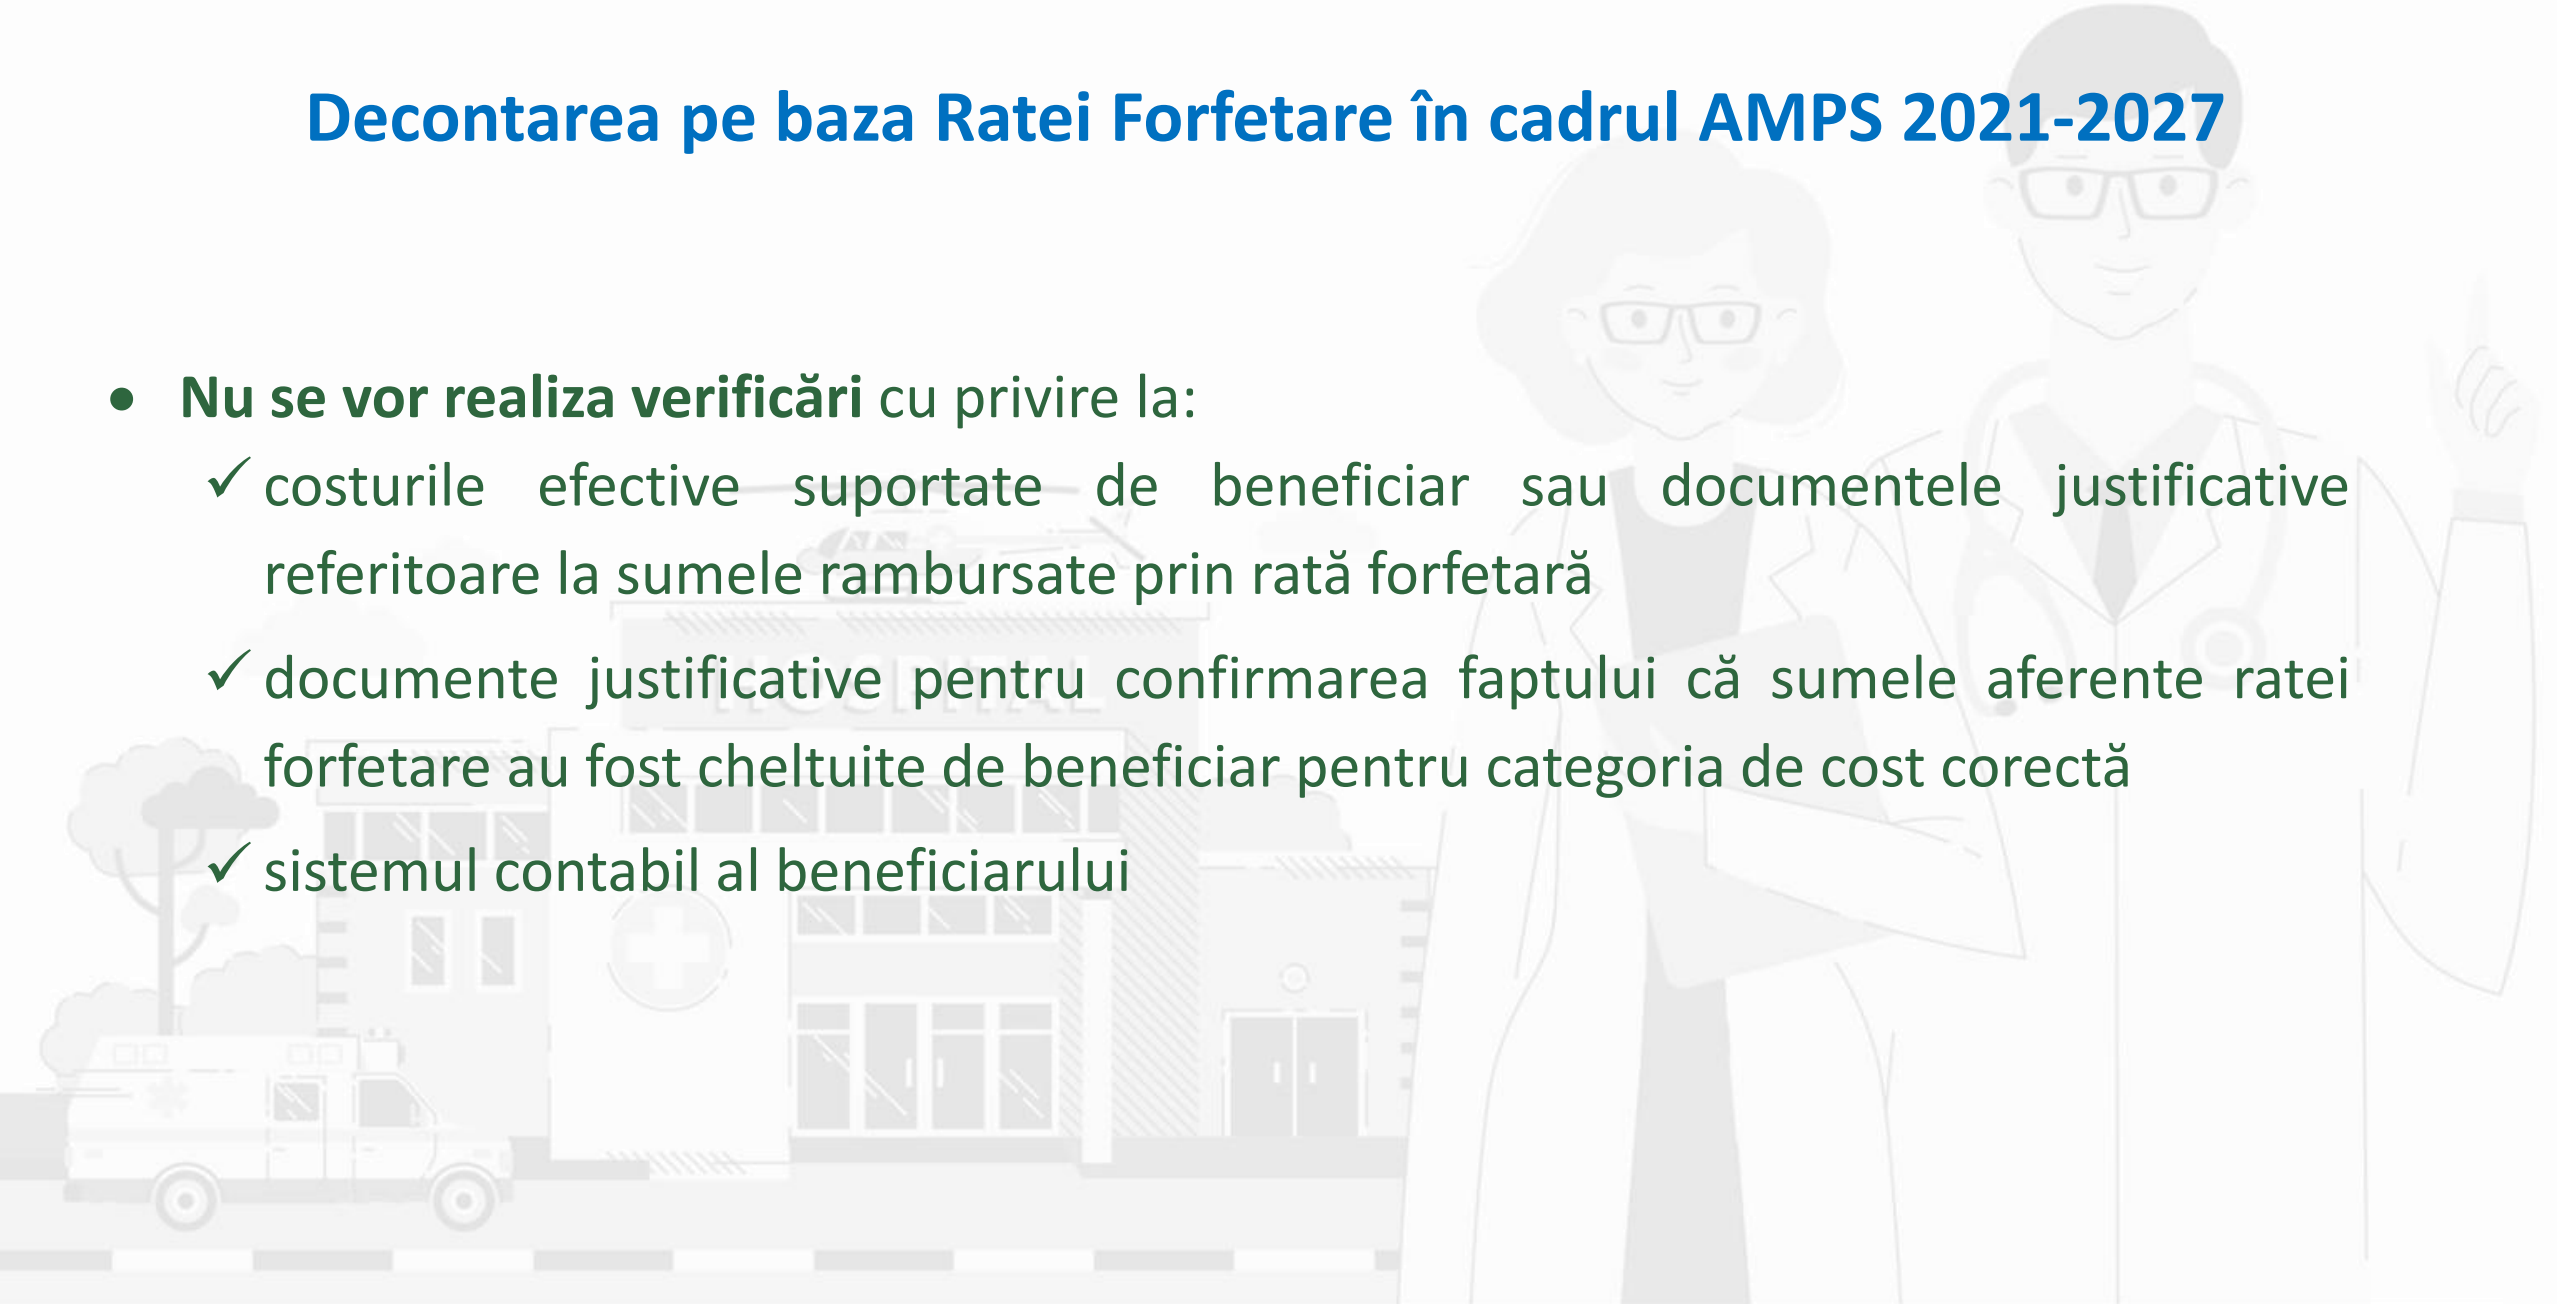 Decontarea pe baza Ratei Forfetare în cadrul AMPS 2021-2027
• Nu se vor realiza verificări cu privire la:
✓ costurile efective suportate de beneficiar sau documentele justificative
referitoare la sumele rambursate prin rată forfetară
✓ documente justificative pentru confirmarea faptului că sumele aferente ratei
forfetare au fost cheltuite de beneficiar pentru categoria de cost corectă
✓ sistemul contabil al beneficiarului
HOSPITAL